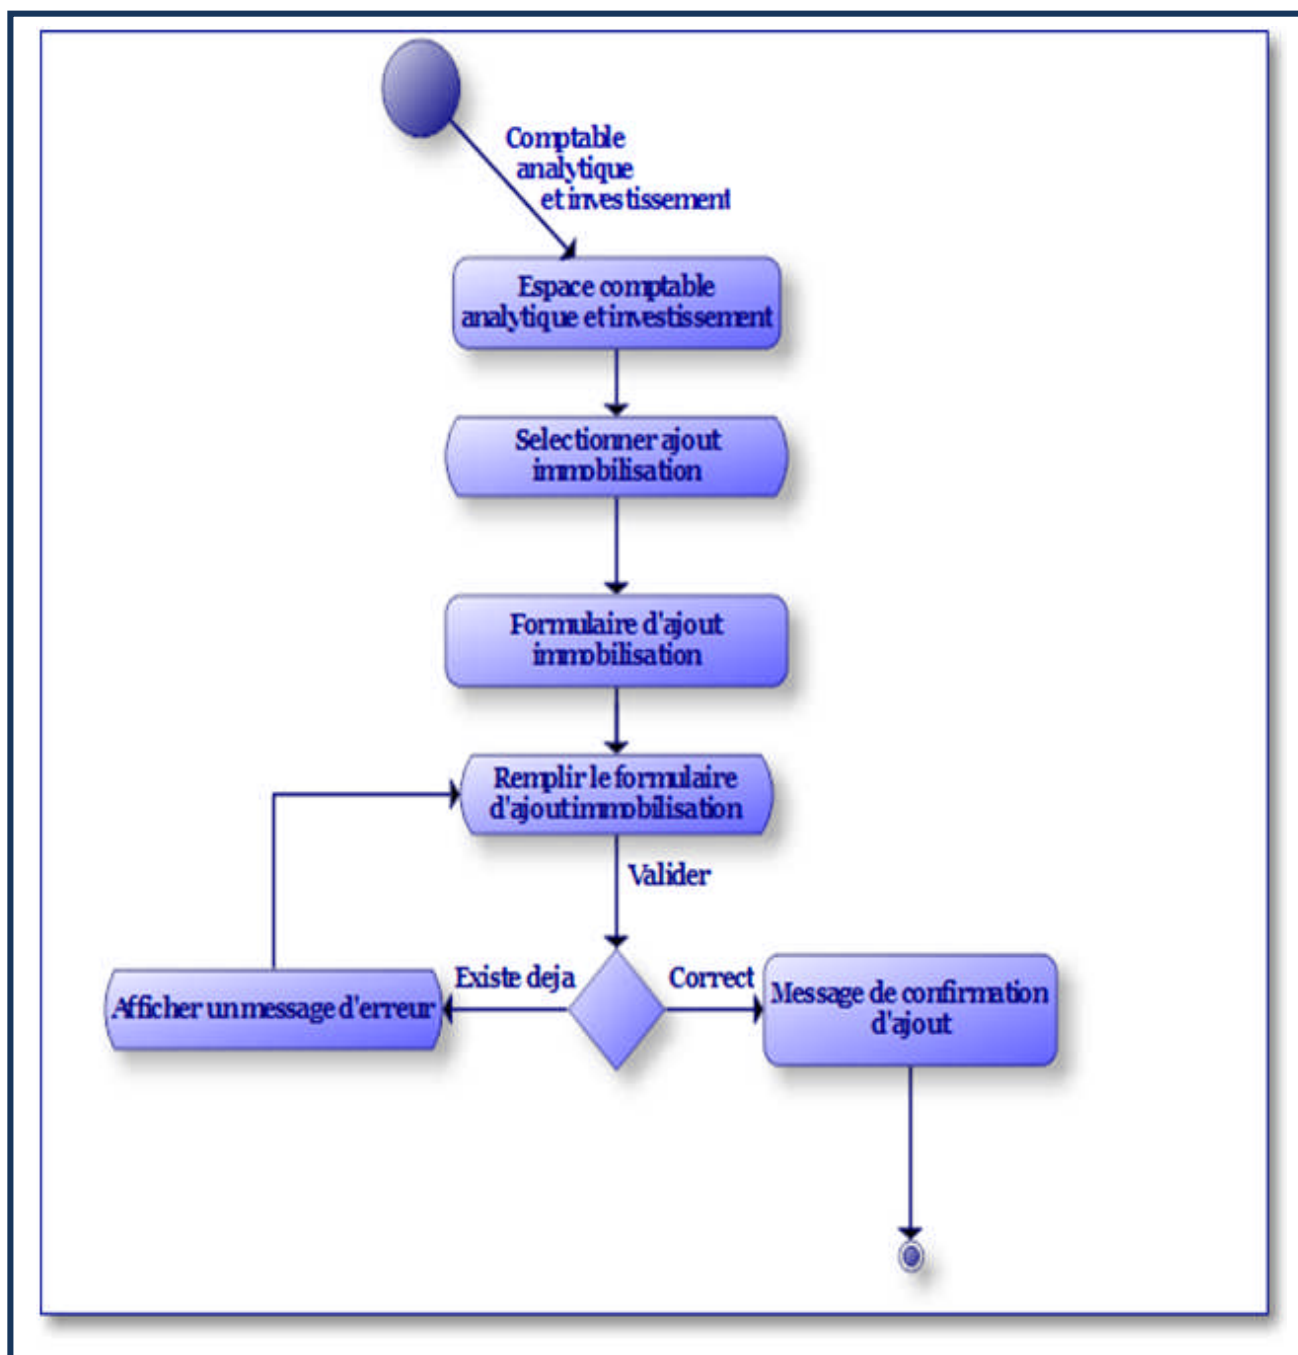 Comptable
analytique
et investissement
Espace comptable
analytique et investissement
Selectionner ajout
immobilisation
Formulaire d'ajout
immobilisation
Remplir le formulaire
d'ajout immobilisation
Valider
Existe deja
Correct
Afficher un message d'erreur
Message de confirmation
d'ajout